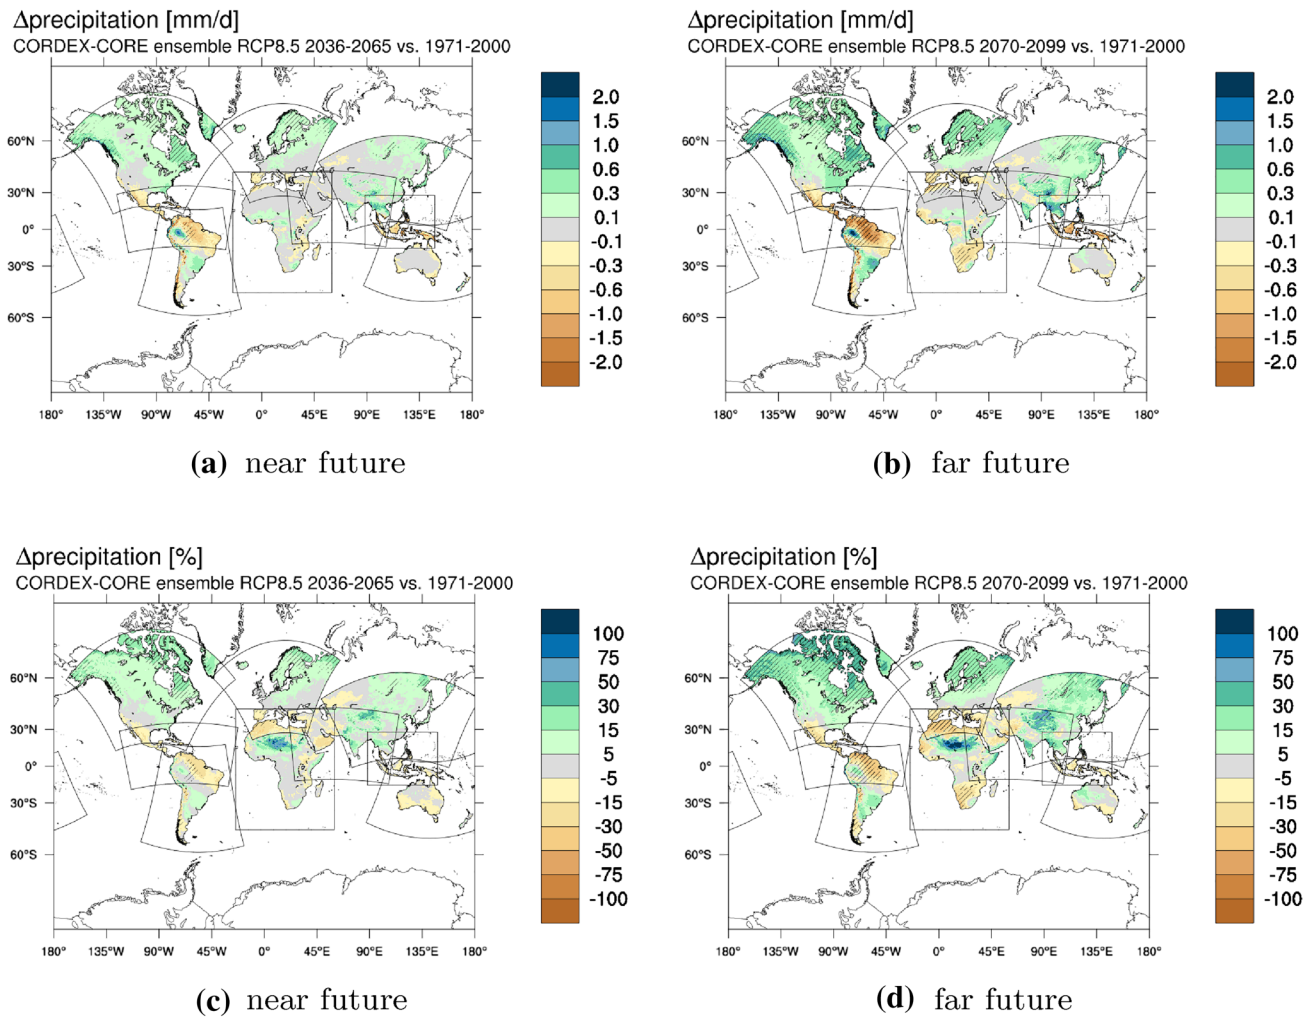 Δprecipitation [mm/d]
CORDEX-CORE ensemble RCP8.5 2036-2065 vs. 1971-2000
60°N
30°N
0°
30°S
60°S
180°
135°W
90°W
45°W
0°
45°E
90°E
135°E
180°
2.0
1.5
1.0
0.6
0.3
0.1
-0.1
-0.3
-0.6
-1.0
-1.5
-2.0
(a) near future
Δprecipitation [mm/d]
CORDEX-CORE ensemble RCP8.5 2070-2099 vs. 1971-2000
60°N
30°N
0°
30°S
60°S
180°
135°W
90°W
45°W
0°
45°E
90°E
135°E
180°
2.0
1.5
1.0
0.6
0.3
0.1
-0.1
-0.3
-0.6
-1.0
-1.5
-2.0
(b) far future
Δprecipitation [%]
CORDEX-CORE ensemble RCP8.5 2036-2065 vs. 1971-2000
60°N
30°N
0°
30°S
60°S
180°
135°W
90°W
45°W
0°
45°E
90°E
135°E
180°
100
75
50
30
15
5
-5
-15
-30
-50
-75
-100
(c) near future
Δprecipitation [%]
CORDEX-CORE ensemble RCP8.5 2070-2099 vs. 1971-2000
60°N
30°N
0°
30°S
60°S
180°
135°W
90°W
45°W
0°
45°E
90°E
135°E
180°
100
75
50
30
15
5
-5
-15
-30
-50
-75
-100
(d) far future